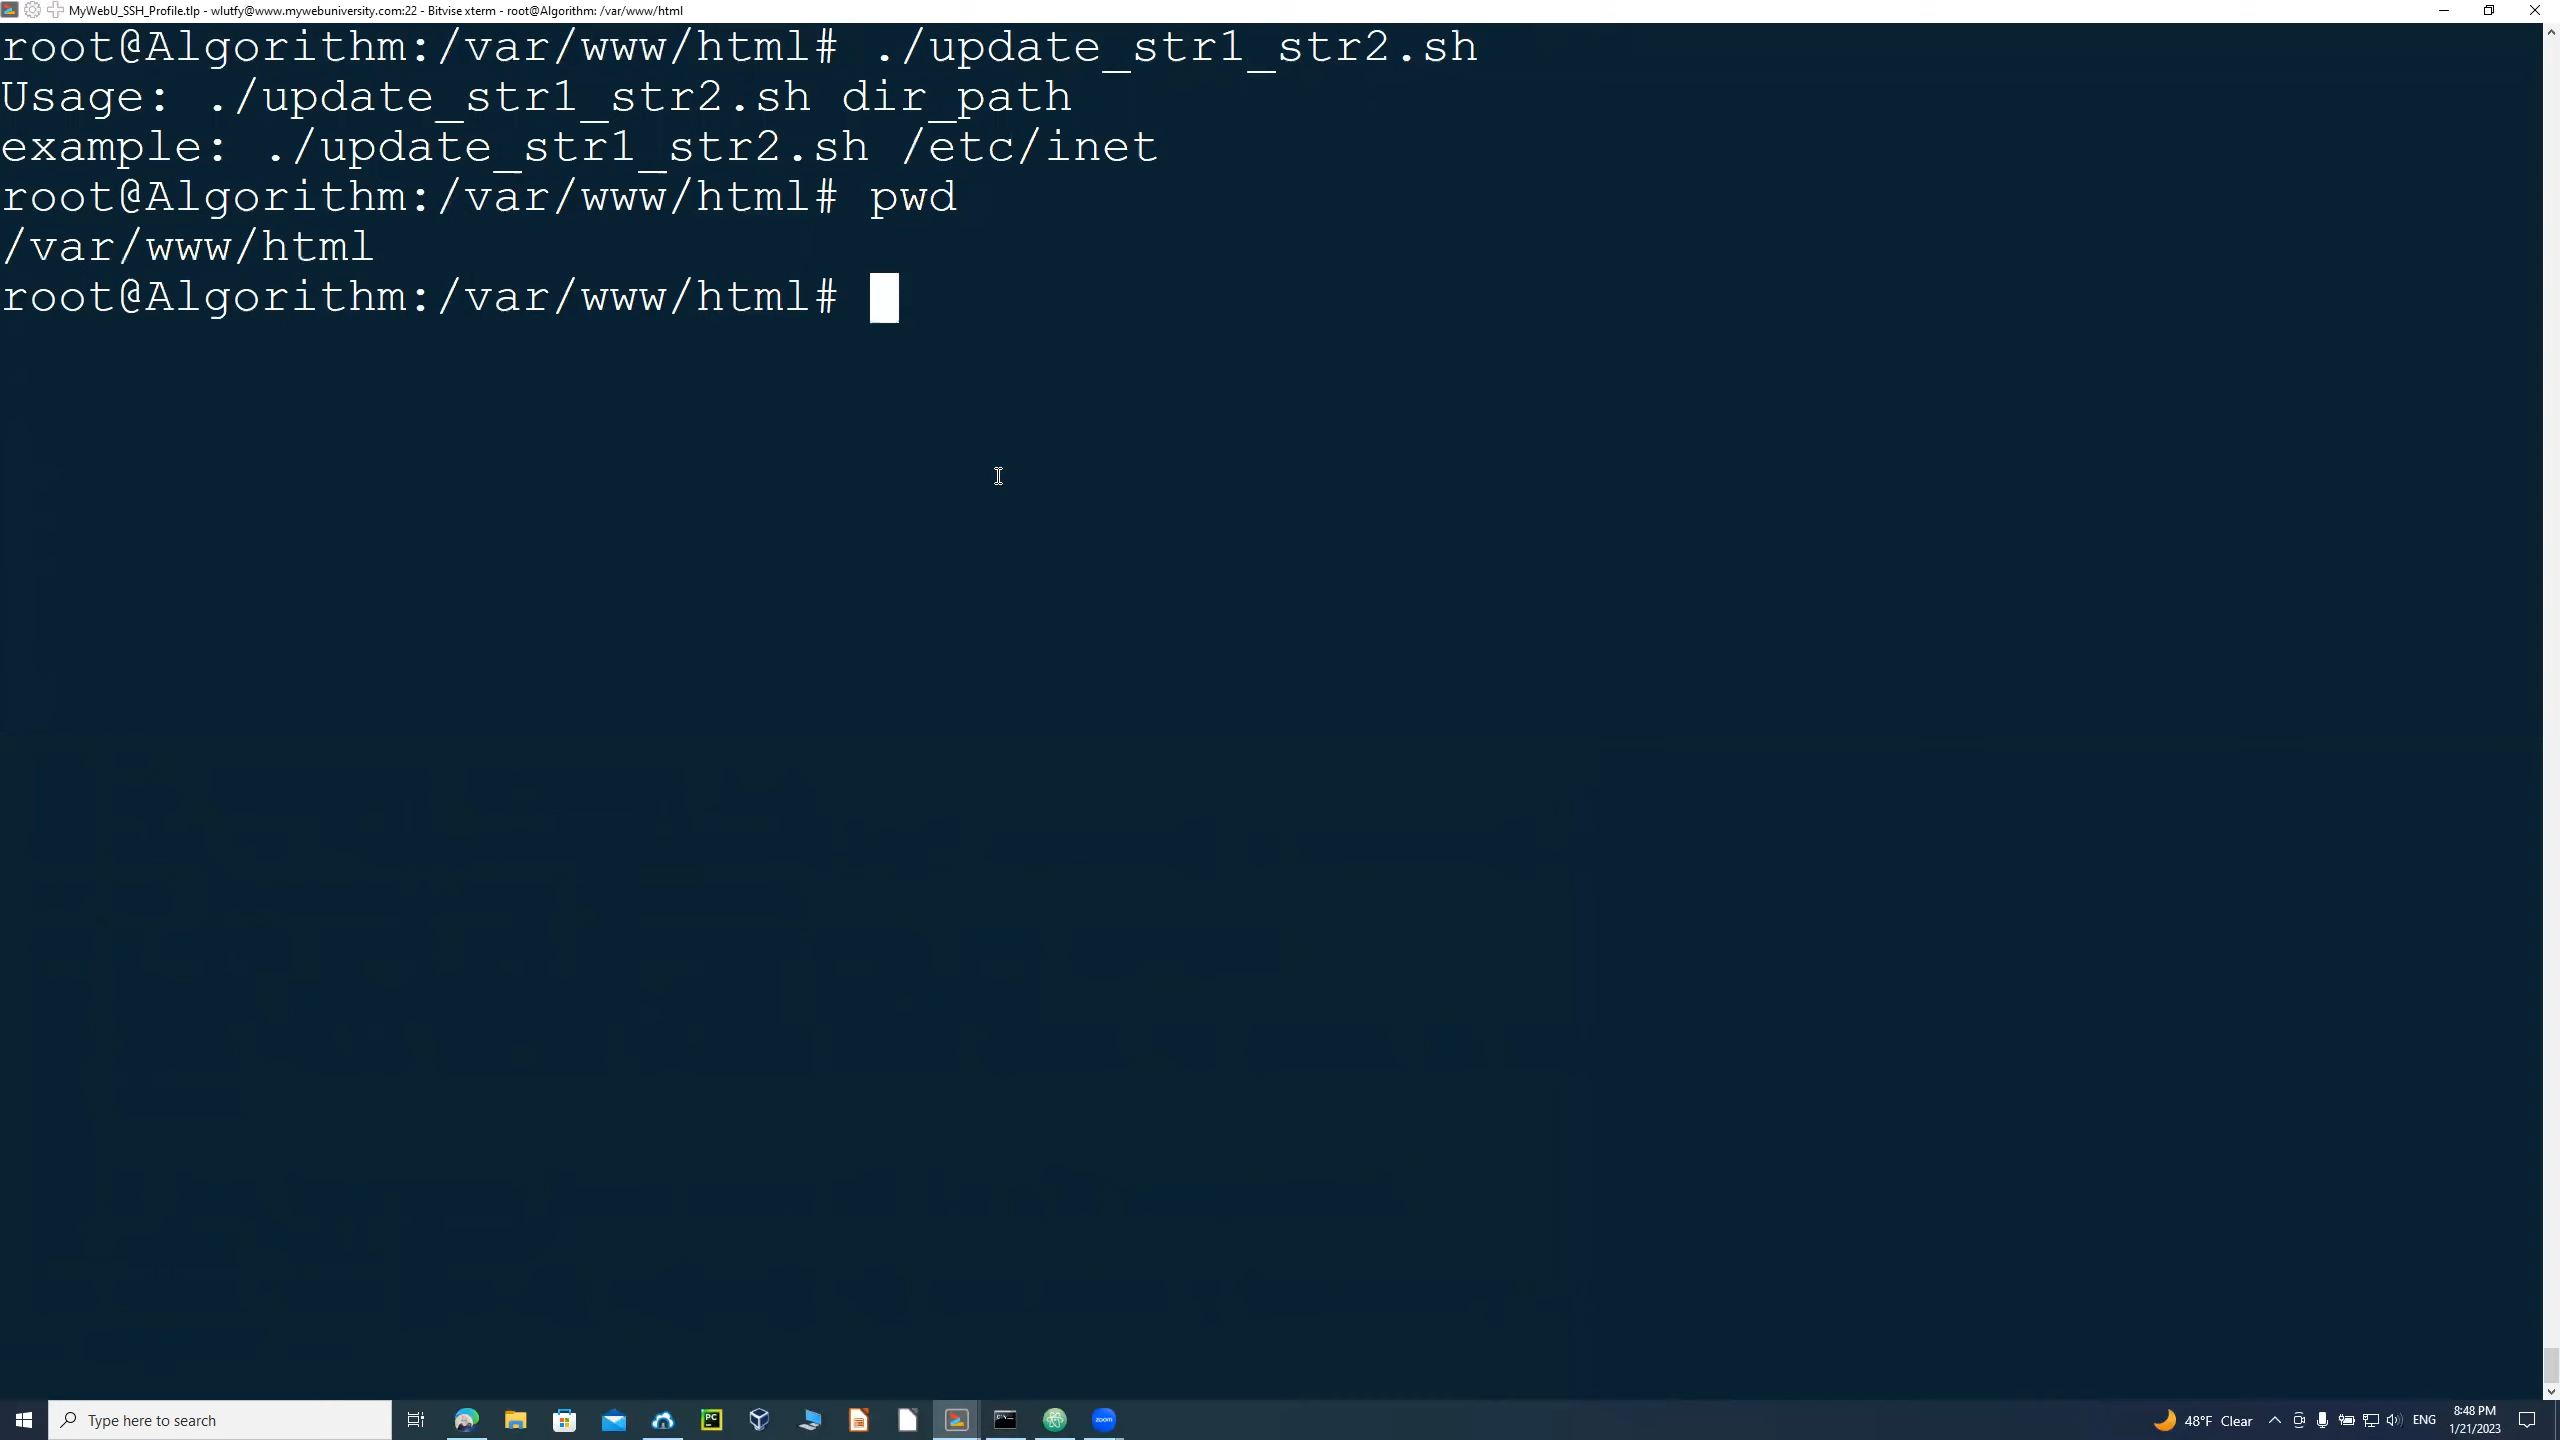 MyWebU_SSH_Profile.tlp - wlutfy@www.mywebuniversity.com:22 - Bitvise xterm - root@Algorithm: /var/www/html
root@Algorithm:/var/www/html# ./update_str1_str2.sh
Usage: ./update_str1_str2.sh dir_path
example: ./update_str1_str2.sh /etc/inet
root@Algorithm:/var/www/html# pwd
/var/www/html
root@Algorithm:/var/www/html#
Type here to search
PC
zoom
48°F Clear
ENG
8:48 PM
1/21/2023